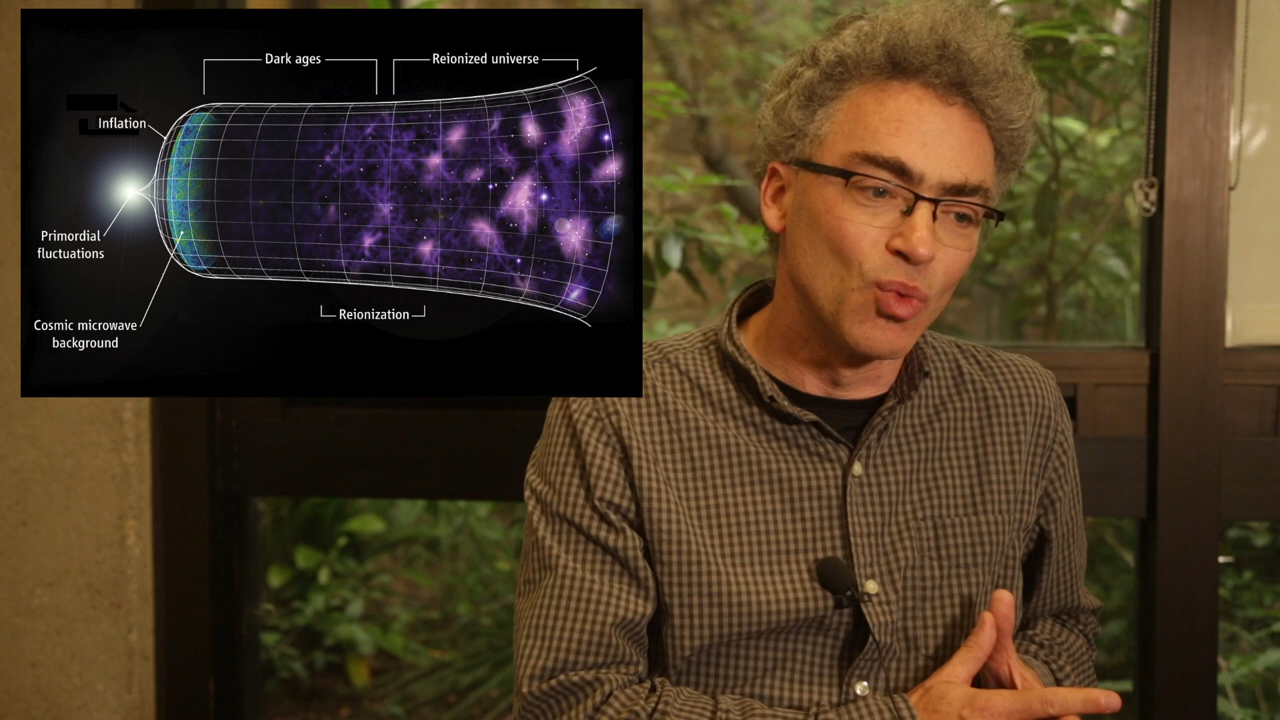 Dark ages
Reionized universe
Inflation
Primordial
fluctuations
Cosmic microwave
background
Reionization